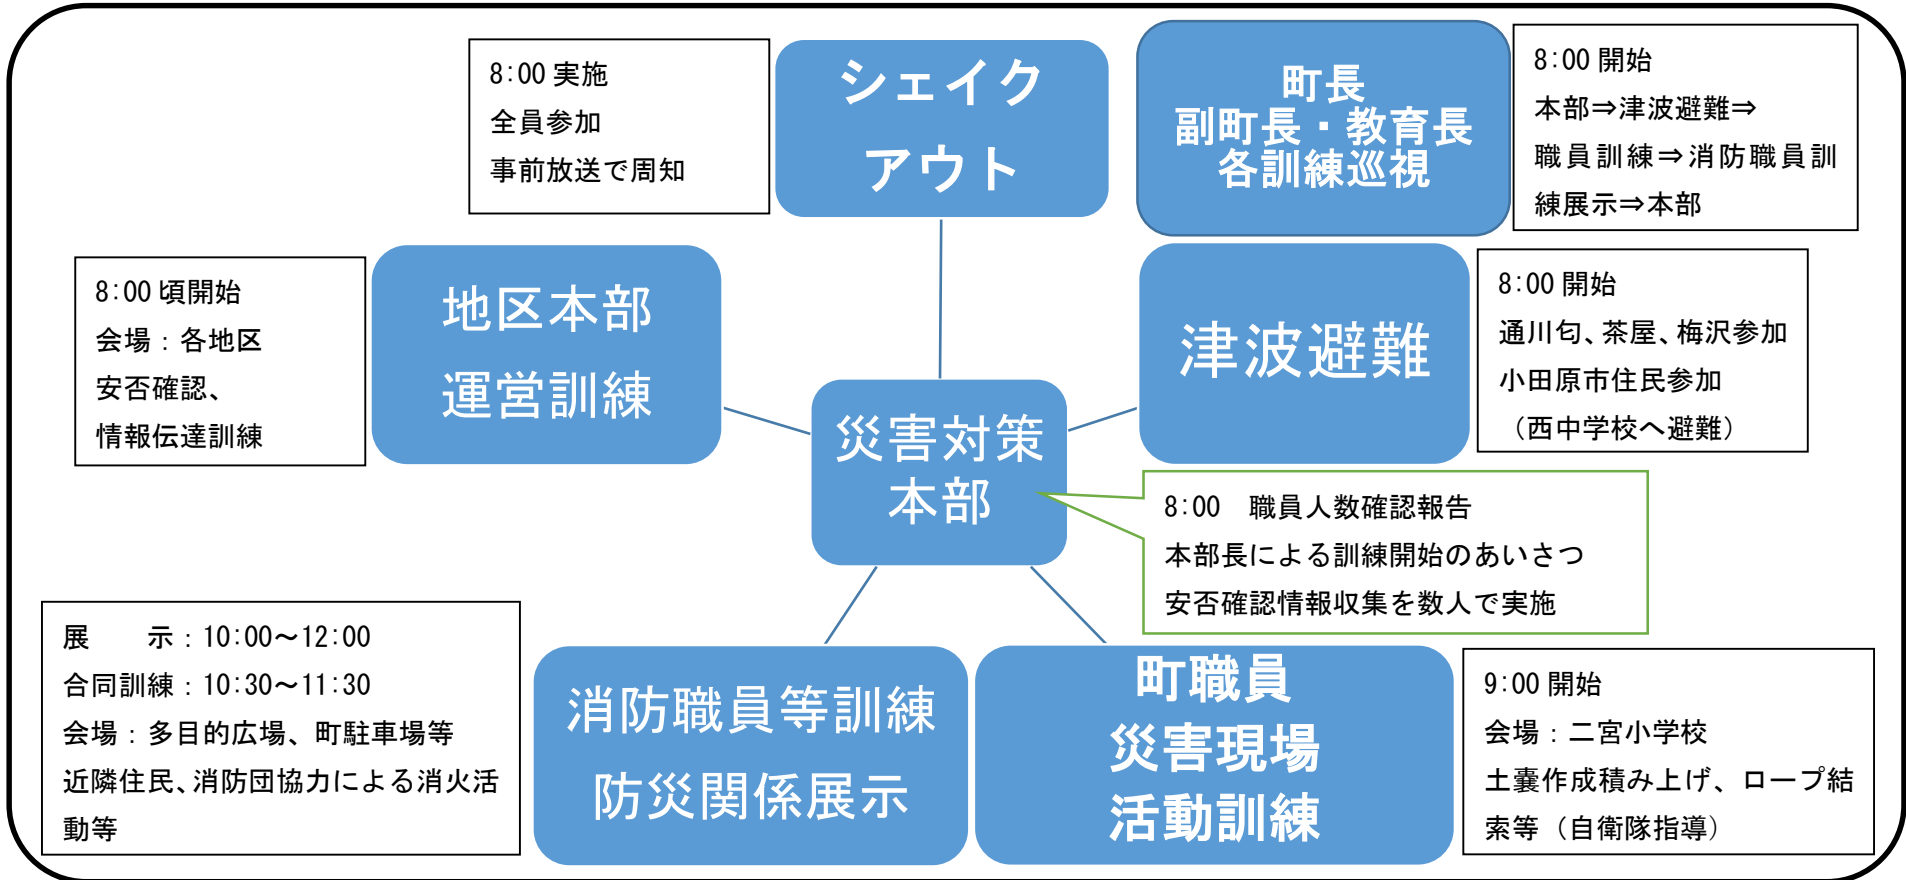 8:00 実施
全員参加
事前放送で周知
シェイク
アウト
町長
副町長・教育長
各訓練巡視
8:00 開始
本部⇒津波避難⇒
職員訓練⇒消防職員訓
練展示⇒本部
8:00 頃開始
会場：各地区
安否確認、
情報伝達訓練
地区本部
運営訓練
津波避難
8:00 開始
通川匂、茶屋、梅沢参加
小田原市住民参加
（西中学校へ避難）
災害対策
本部
8:00　職員人数確認報告
本部長による訓練開始のあいさつ
安否確認情報収集を数人で実施
展　　示：10:00～12:00
合同訓練：10:30～11:30
会場：多目的広場、町駐車場等
近隣住民、消防団協力による消火活
動等
消防職員等訓練
防災関係展示
町職員
災害現場
活動訓練
9:00 開始
会場：二宮小学校
土嚢作成積み上げ、ロープ結
索等（自衛隊指導）